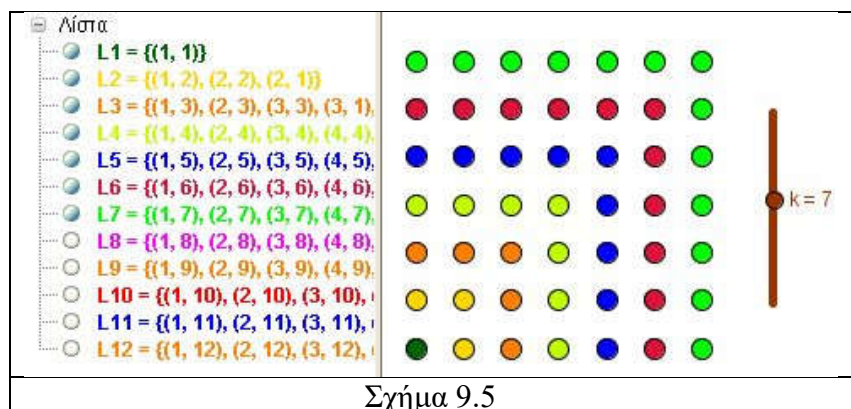 Λίστα
L1 = {(1, 1)}
L2 = {(1, 2), (2, 2), (2, 1)}
L3 = {(1, 3), (2, 3), (3, 3), (3, 1),
L4 = {(1, 4), (2, 4), (3, 4), (4, 4),
L5 = {(1, 5), (2, 5), (3, 5), (4, 5),
L6 = {(1, 6), (2, 6), (3, 6), (4, 6),
L7 = {(1, 7), (2, 7), (3, 7), (4, 7),
L8 = {(1, 8), (2, 8), (3, 8), (4, 8),
L9 = {(1, 9), (2, 9), (3, 9), (4, 9),
L10 = {(1, 10), (2, 10), (3, 10), (
L11 = {(1, 11), (2, 11), (3, 11), (
L12 = {(1, 12), (2, 12), (3, 12), (
k = 7
Σχήμα 9.5